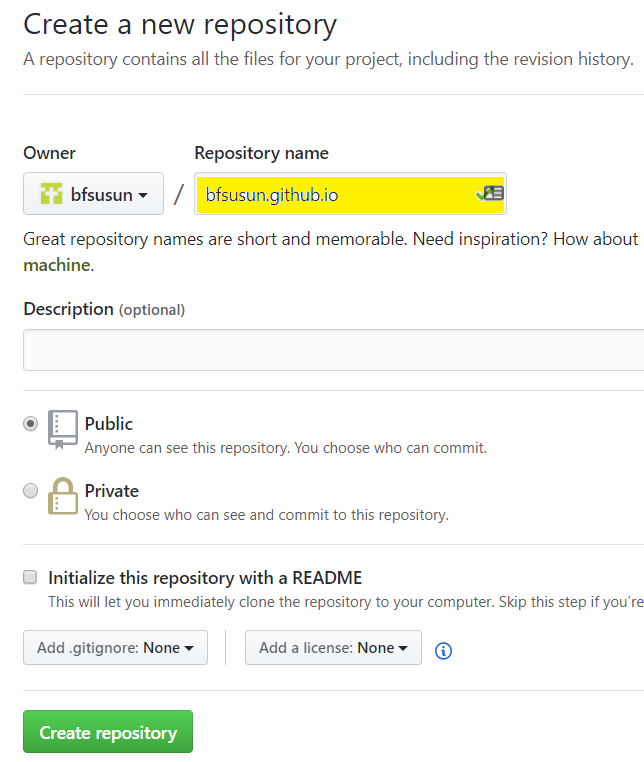 Create a new repository
A repository contains all the files for your project, including the revision history.
Owner
Repository name
bfsusun
/
bfsusun.github.io
Great repository names are short and memorable. Need inspiration? How about
machine.
Description (optional)
Public
Anyone can see this repository. You choose who can commit.
Private
You choose who can see and commit to this repository.
Initialize this repository with a README
This will let you immediately clone the repository to your computer. Skip this step if you're
Add .gitignore: None
Add a license: None
Create repository